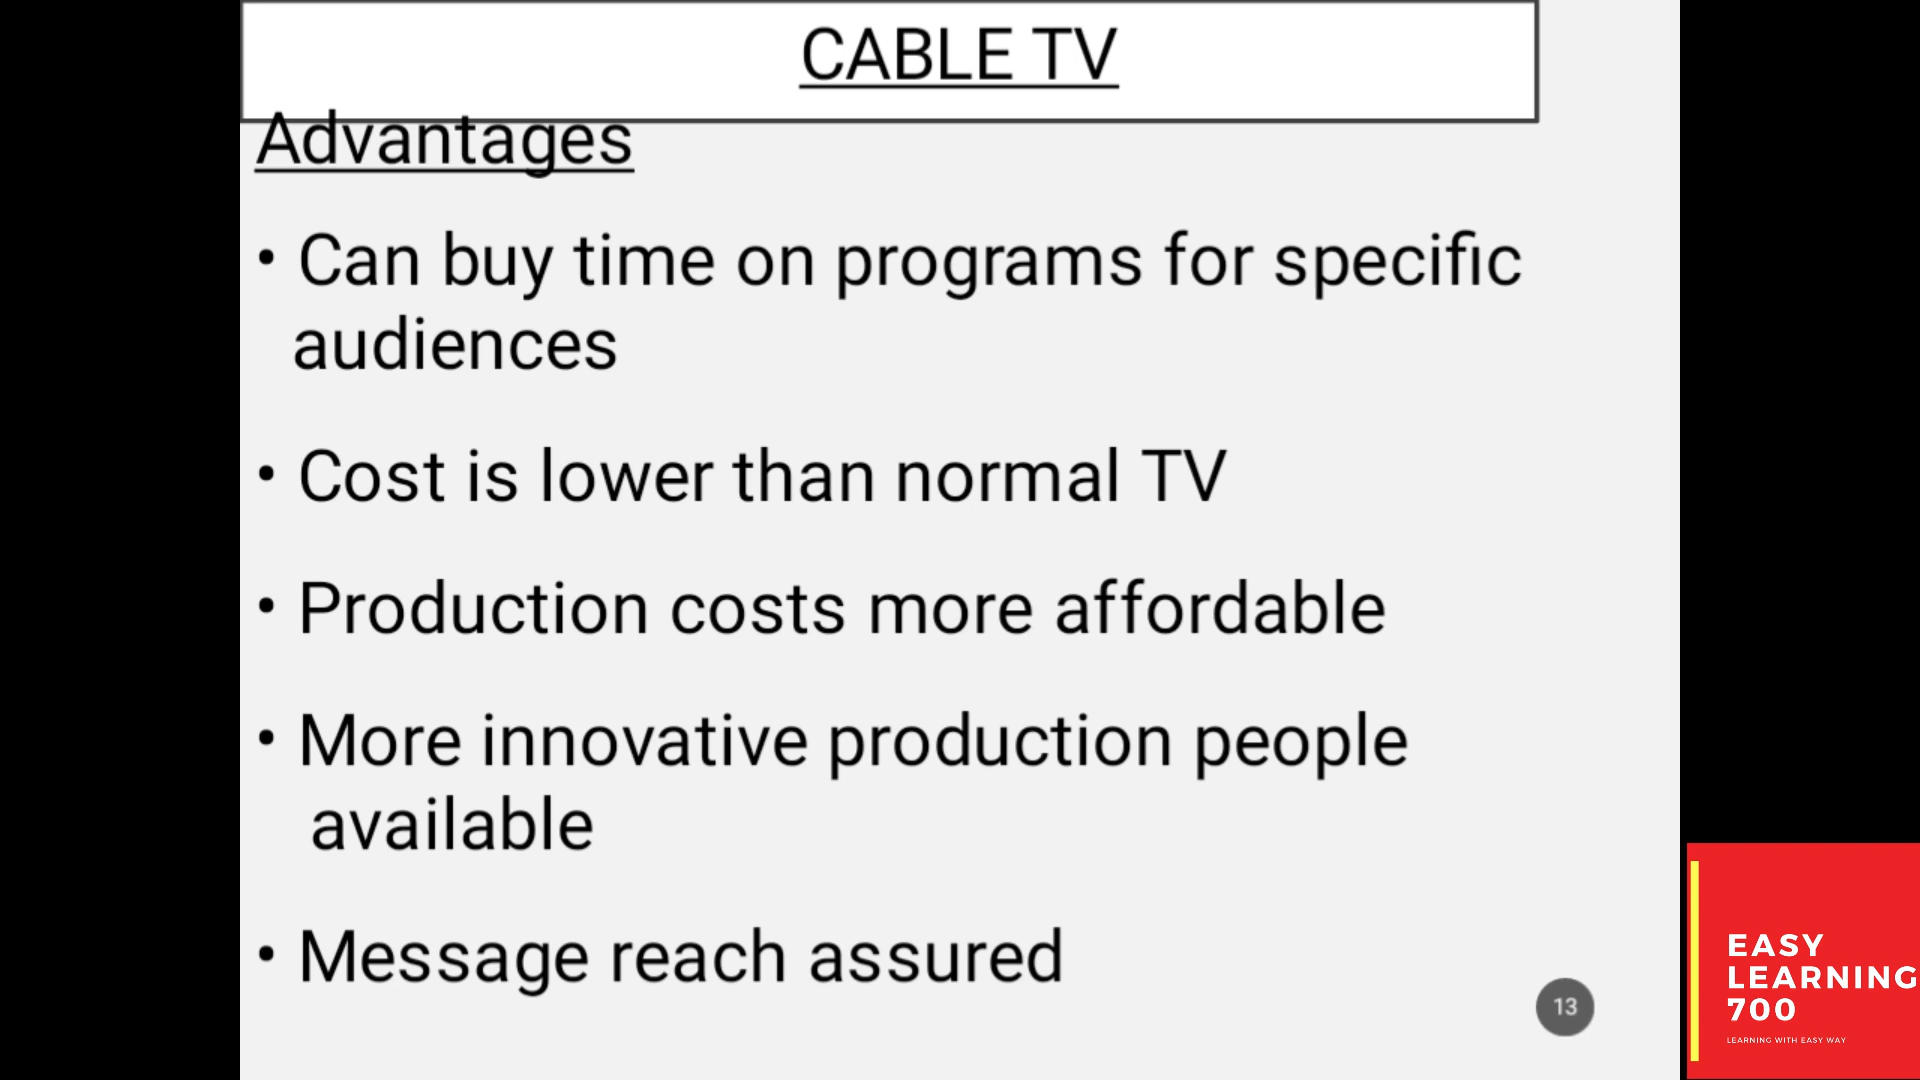 CABLE TV
Advantages
• Can buy time on programs for specific
audiences
• Cost is lower than normal TV
• Production costs more affordable
• More innovative production people
available
• Message reach assured
13
EASY
LEARNING
700
LEARNING WITH EASY WAY